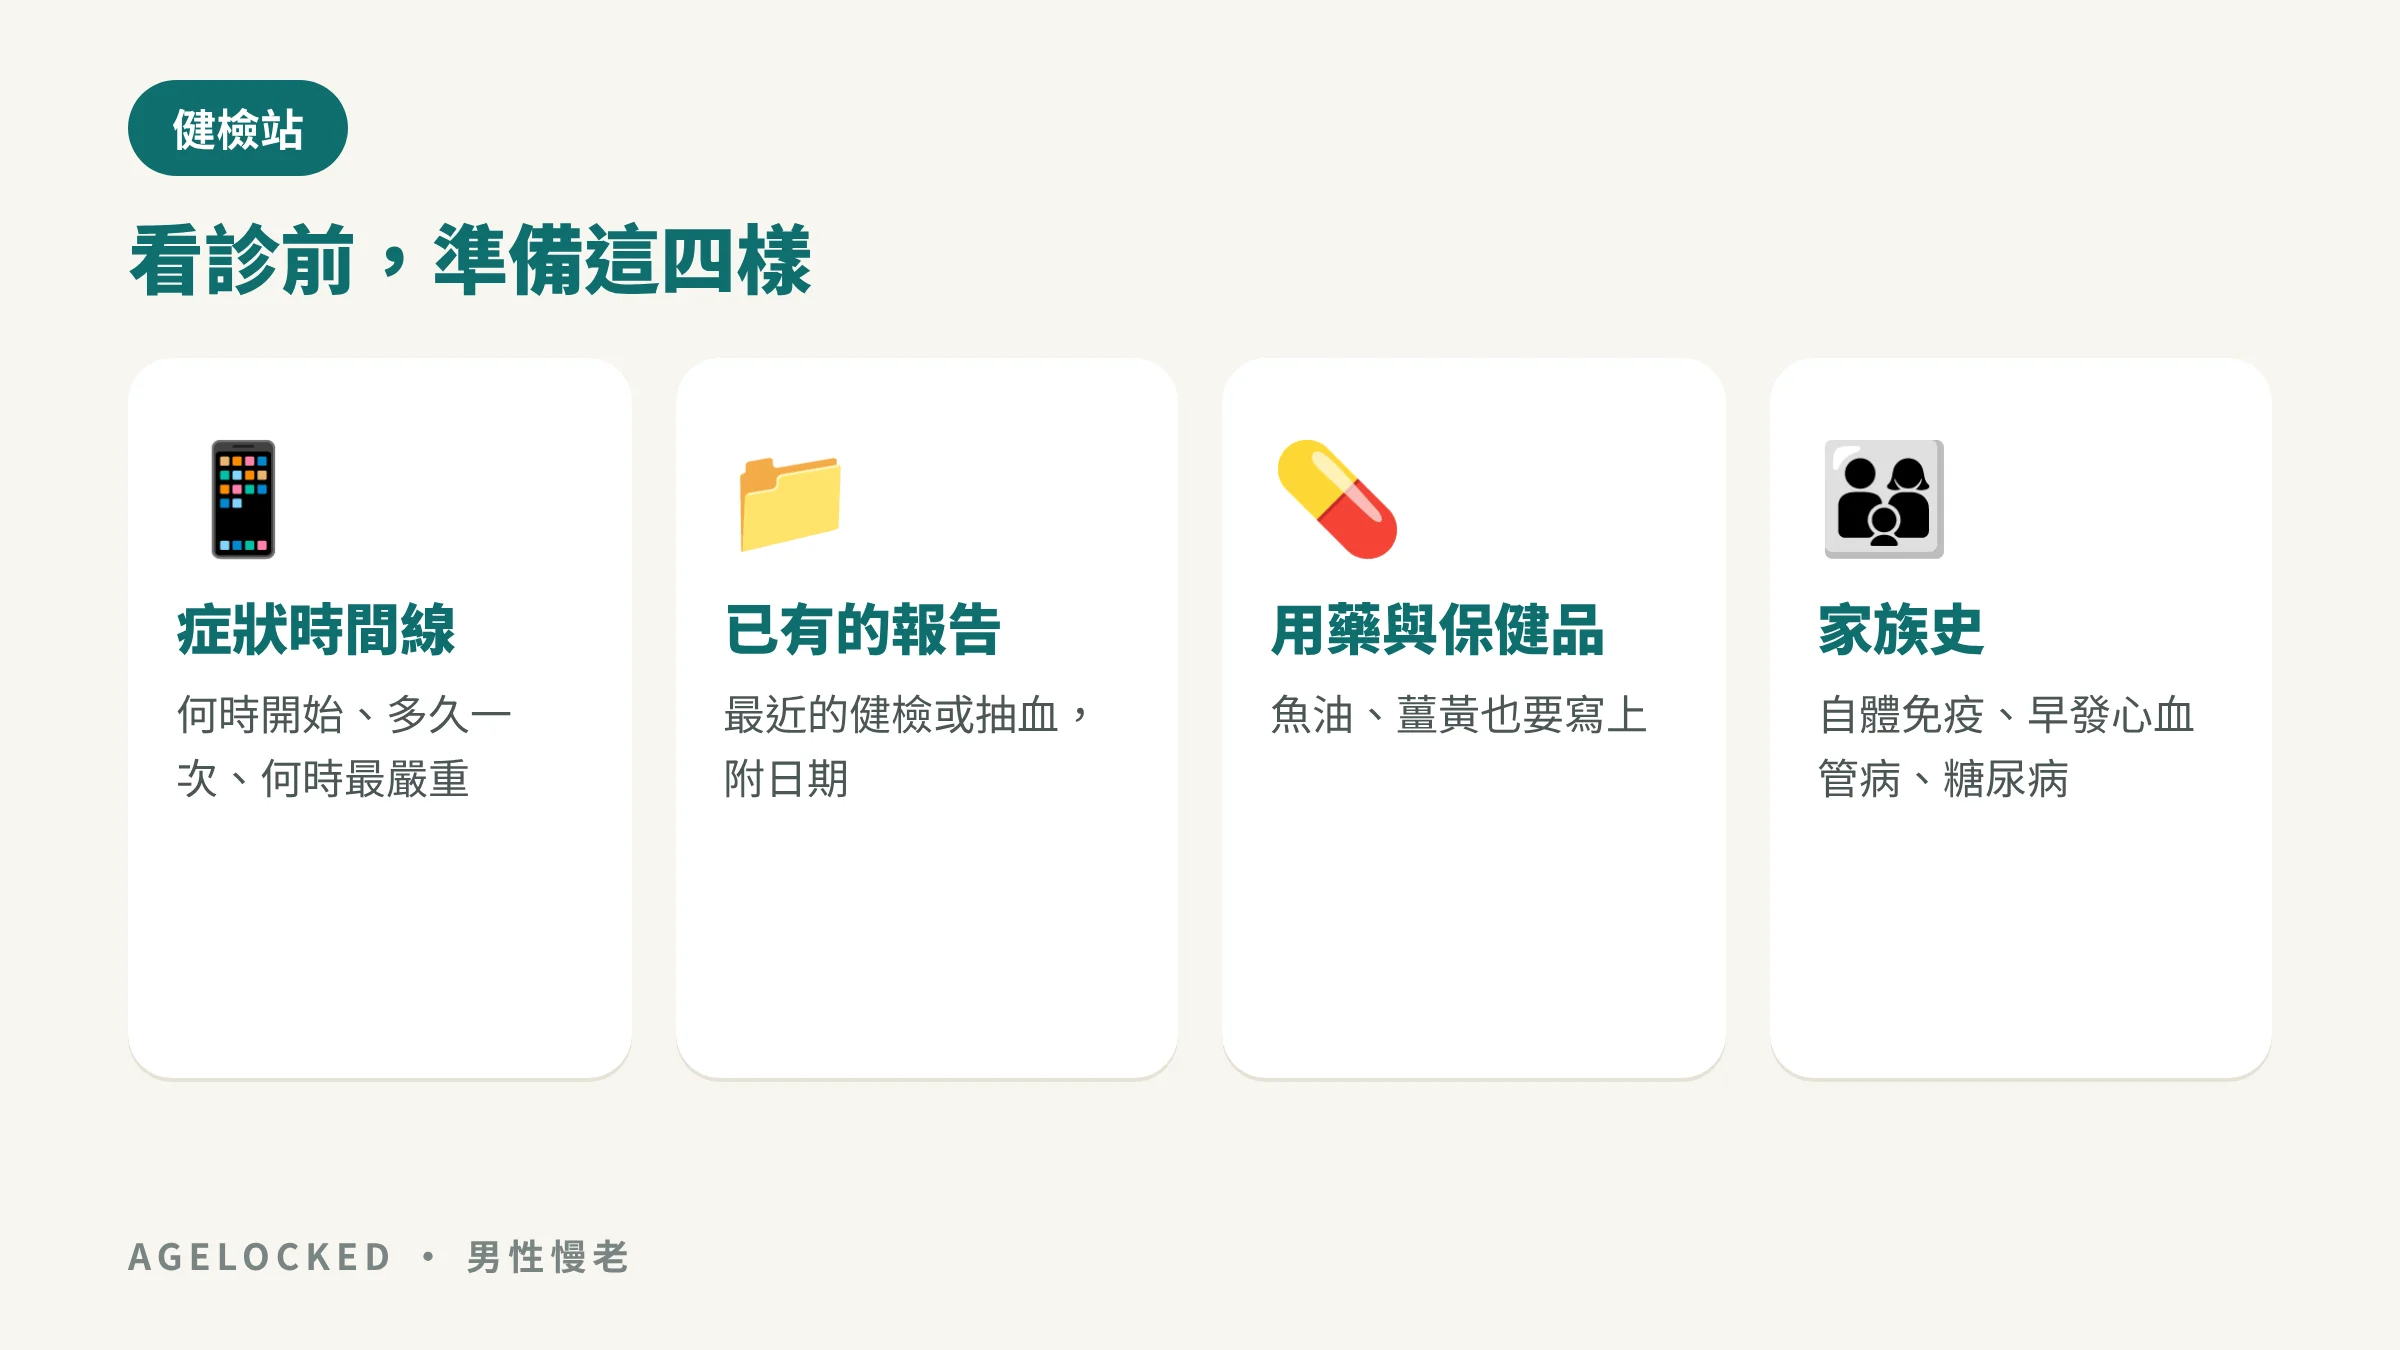 健檢站
看診前，準備這四樣
症狀時間線
何時開始、多久一
次、何時最嚴重
已有的報告
最近的健檢或抽血，
附日期
用藥與保健品
魚油、薑黃也要寫上
家族史
自體免疫、早發心血
管病、糖尿病
AGELOCKED • 男性慢老